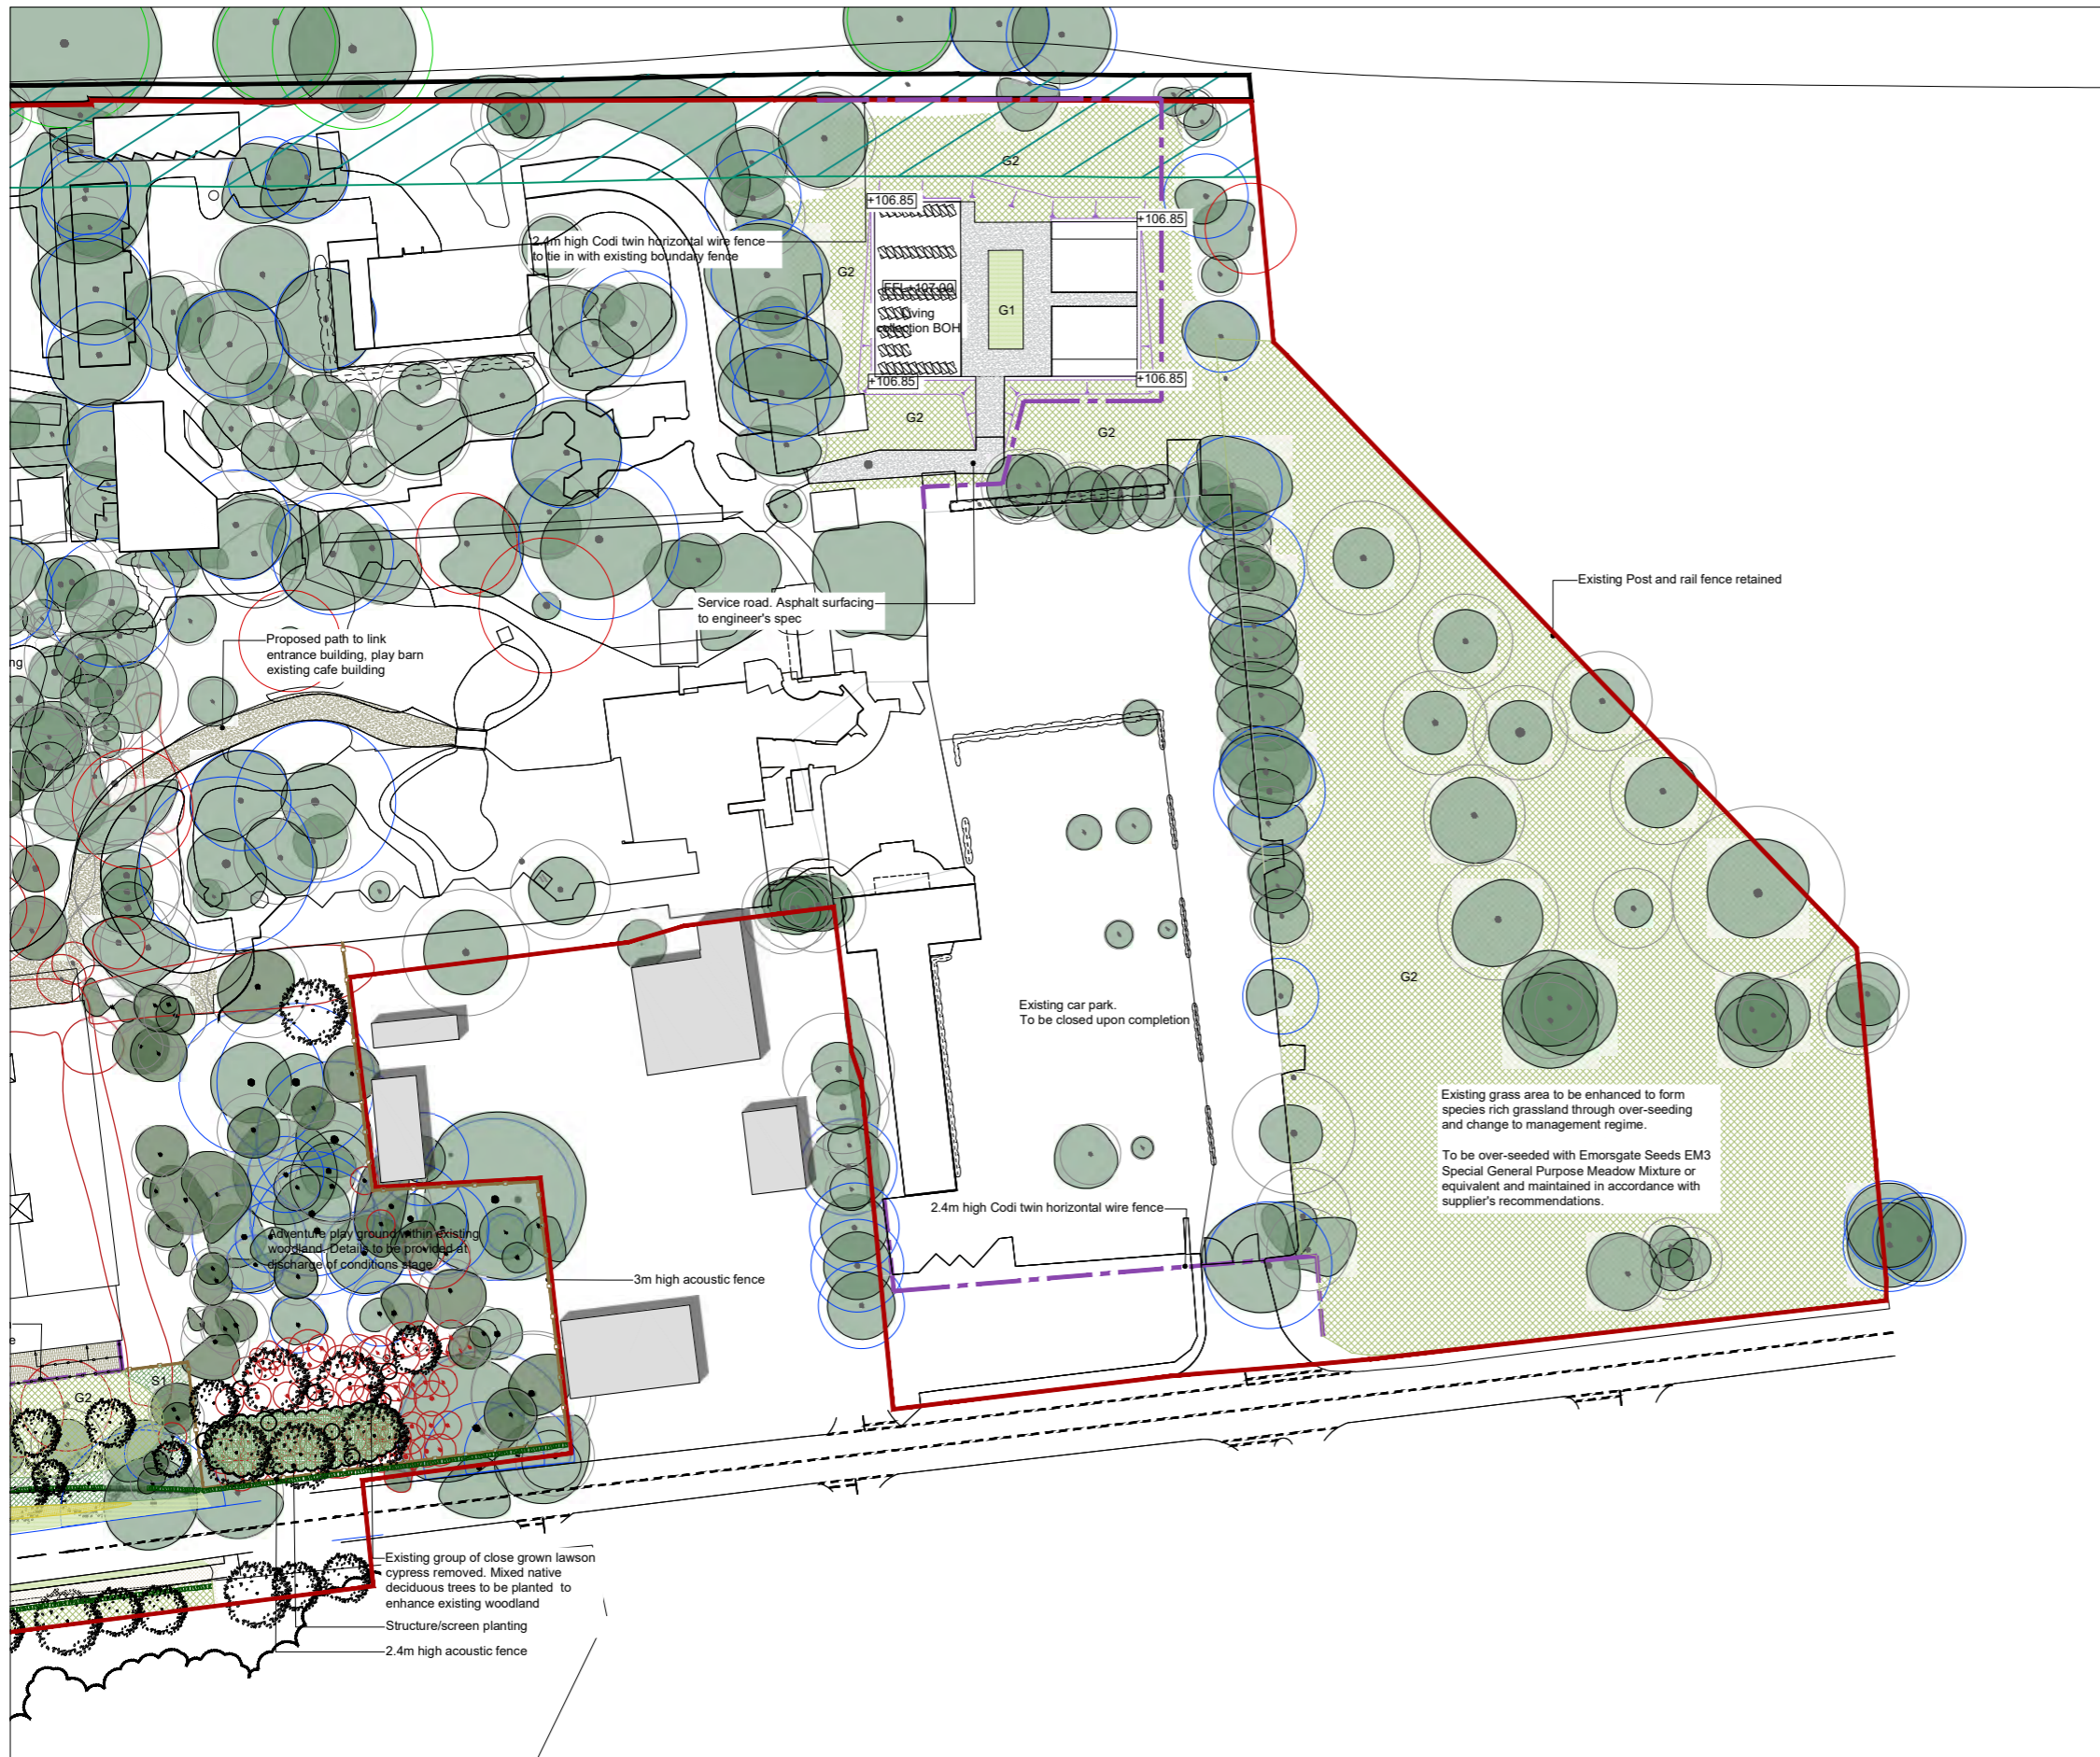 G2
+106.85
+106.85
2.4m high Codi twin horizontal wire fence
to tie in with existing boundary fence
G2
FFL+107.00
G1
Living
collection BOH
+106.85
+106.85
G2
G2
Existing Post and rail fence retained
Service road. Asphalt surfacing
to engineer's spec
Proposed path to link
entrance building, play barn
existing cafe building
ng
G2
Existing car park.
To be closed upon completion
Existing grass area to be enhanced to form
species rich grassland through over-seeding
and change to management regime.
To be over-seeded with Emorsgate Seeds EM3
Special General Purpose Meadow Mixture or
equivalent and maintained in accordance with
supplier's recommendations.
2.4m high Codi twin horizontal wire fence
Adventure play ground within existing
woodland. Details to be provided at
discharge of conditions stage
3m high acoustic fence
e
S1
G2
Existing group of close grown lawson
cypress removed. Mixed native
deciduous trees to be planted to
enhance existing woodland
Structure/screen planting
2.4m high acoustic fence